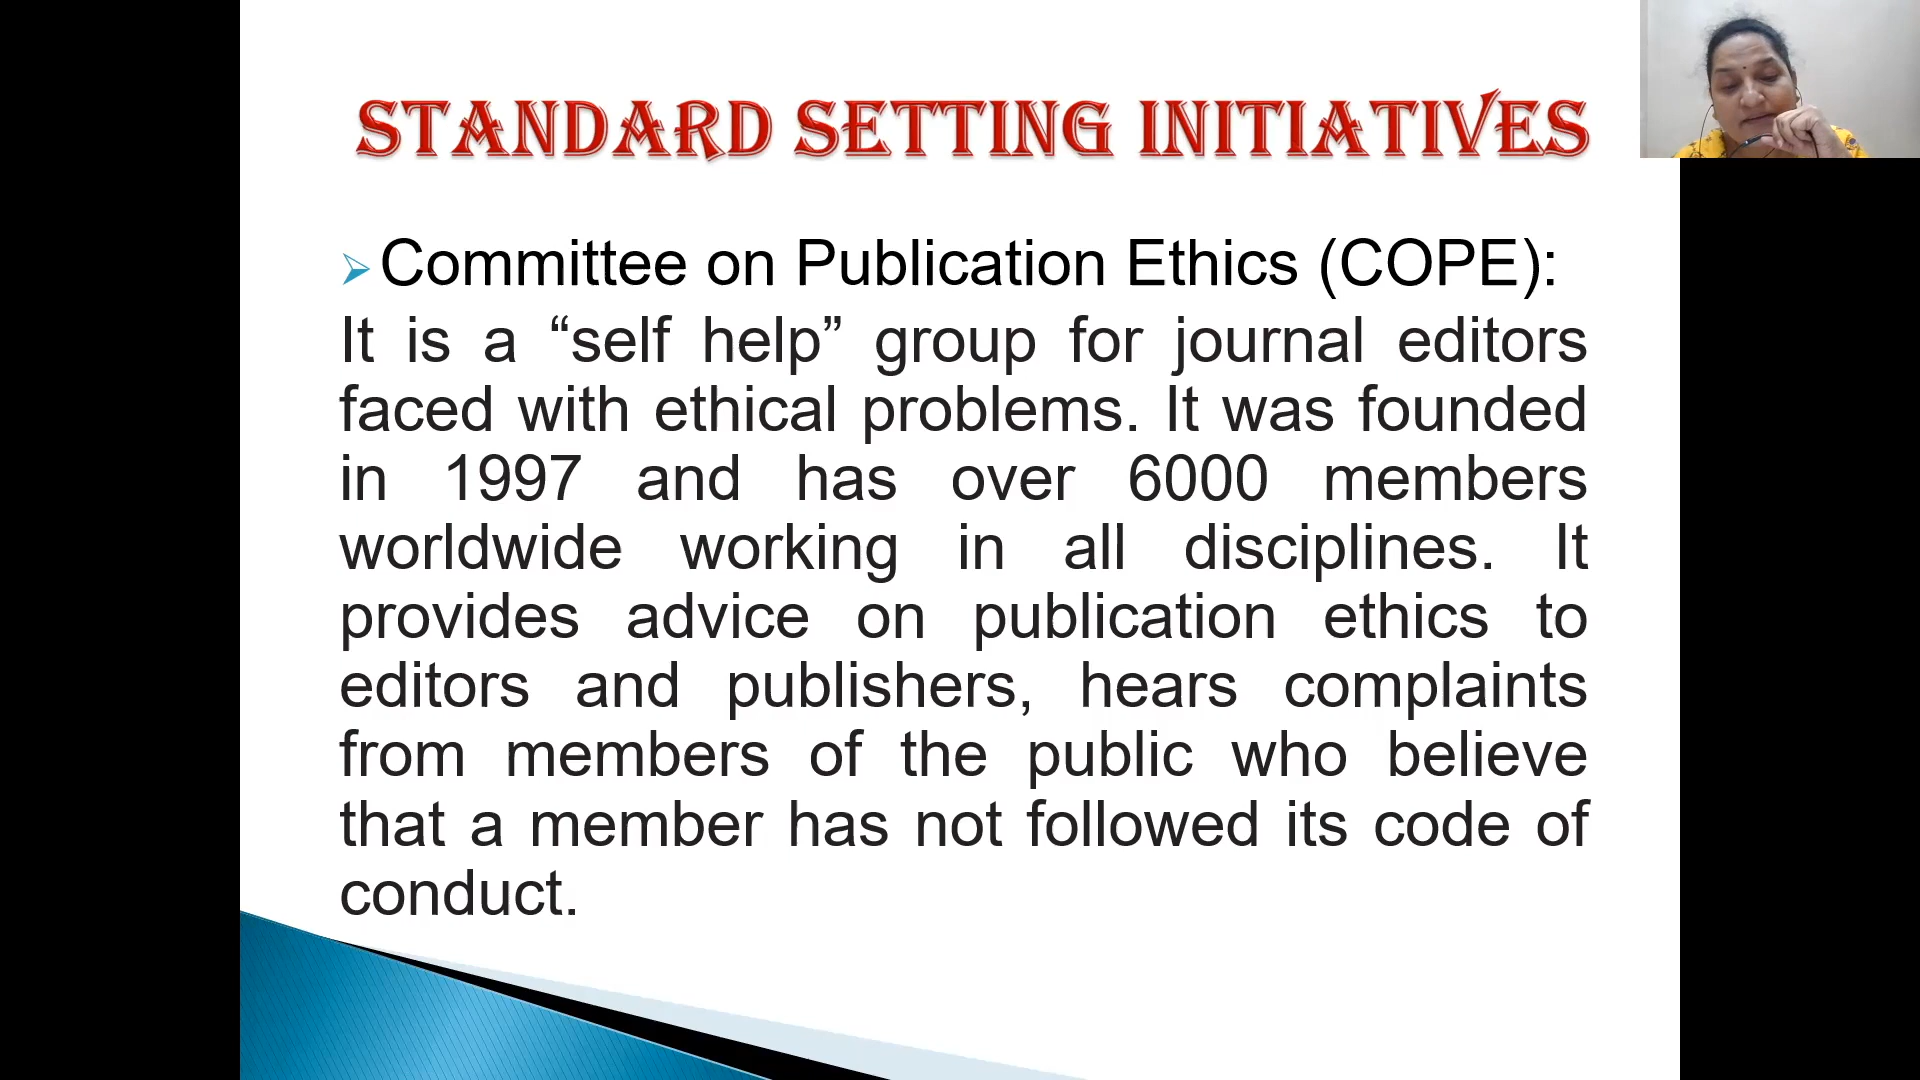 STANDARD SETTING INITIATIVES
Committee on Publication Ethics (COPE):
It is a “self help” group for journal editors
faced with ethical problems. It was founded
in 1997 and has over 6000 members
worldwide working in all disciplines. It
provides advice on publication ethics to
editors and publishers, hears complaints
from members of the public who believe
that a member has not followed its code of
conduct.